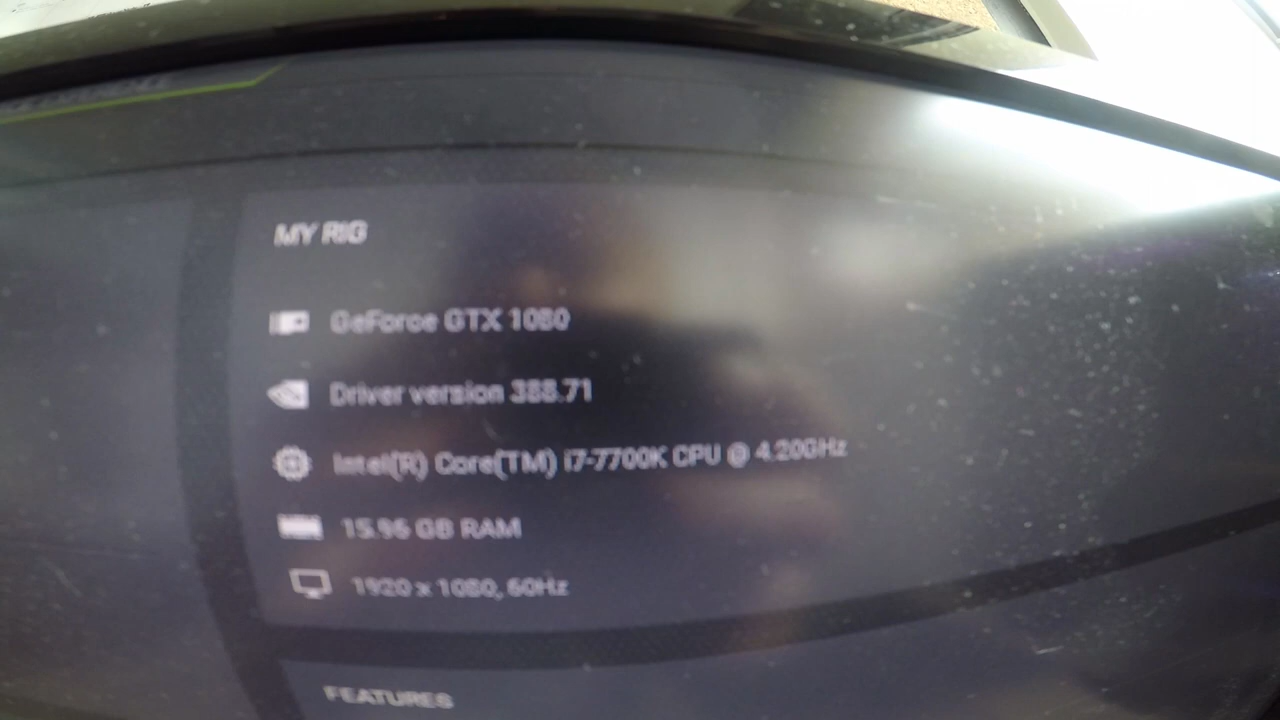 MY RIG
GeForce GTX 1080
Driver version 388.71
Intel(R) Core(TM) i7-7700K CPU @ 4.20GHz
15.96 GB RAM
1920 x 1080, 60Hz
FEATURES